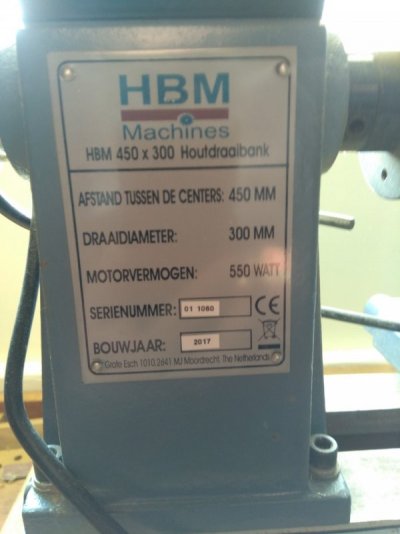 HBM
Machines
HBM 450 x 300 Houtdraaibank
AFSTAND TUSSEN DE CENTERS: 450 MM
DRAAIDIAMETER: 300 MM
MOTORVERMOGEN: 550 WATT
SERIENUMMER: 01 1060 CE
BOUWJAAR: 2017
Grote Esch 1010.2841 MJ Moordrecht. The Netherlands